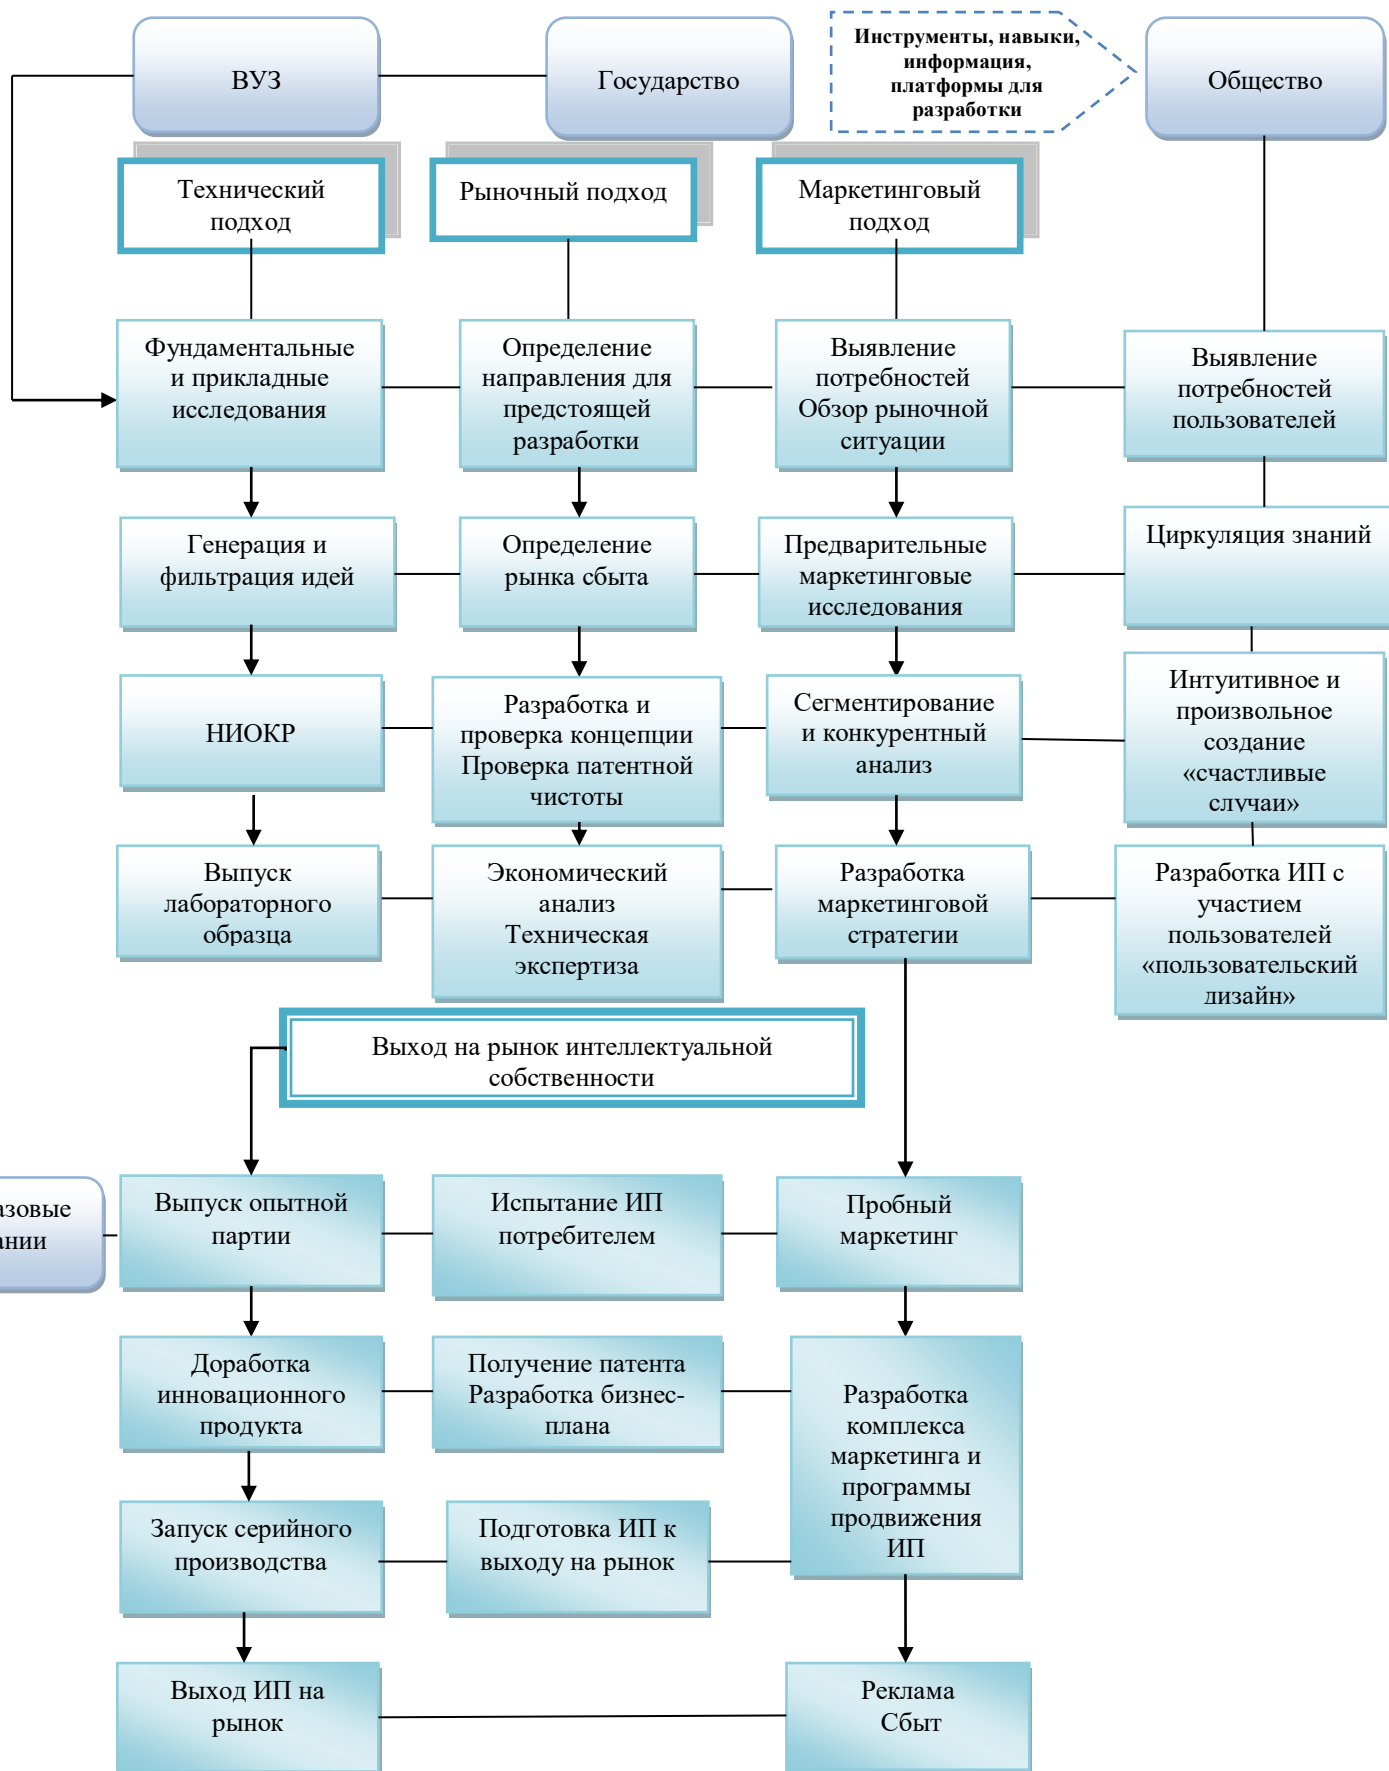 ВУЗ
Государство
Инструменты, навыки,
информация,
платформы для
разработки
Общество
Технический
подход
Рыночный подход
Маркетинговый
подход
Фундаментальные
и прикладные
исследования
Определение
направления для
предстоящей
разработки
Выявление
потребностей
Обзор рыночной
ситуации
Выявление
потребностей
пользователей
Генерация и
фильтрация идей
Определение
рынка сбыта
Предварительные
маркетинговые
исследования
Циркуляция знаний
НИОКР
Разработка и
проверка концепции
Проверка патентной
чистоты
Сегментирование
и конкурентный
анализ
Интуитивное и
произвольное
создание
«счастливые
случаи»
Выпуск
лабораторного
образца
Экономический
анализ
Техническая
экспертиза
Разработка
маркетинговой
стратегии
Разработка ИП с
участием
пользователей
«пользовательский
дизайн»
Выход на рынок интеллектуальной
собственности
азовые
ании
Выпуск опытной
партии
Испытание ИП
потребителем
Пробный
маркетинг
Доработка
инновационного
продукта
Получение патента
Разработка бизнес-
плана
Разработка
комплекса
маркетинга и
программы
продвижения
ИП
Запуск серийного
производства
Подготовка ИП к
выходу на рынок
Выход ИП на
рынок
Реклама
Сбыт